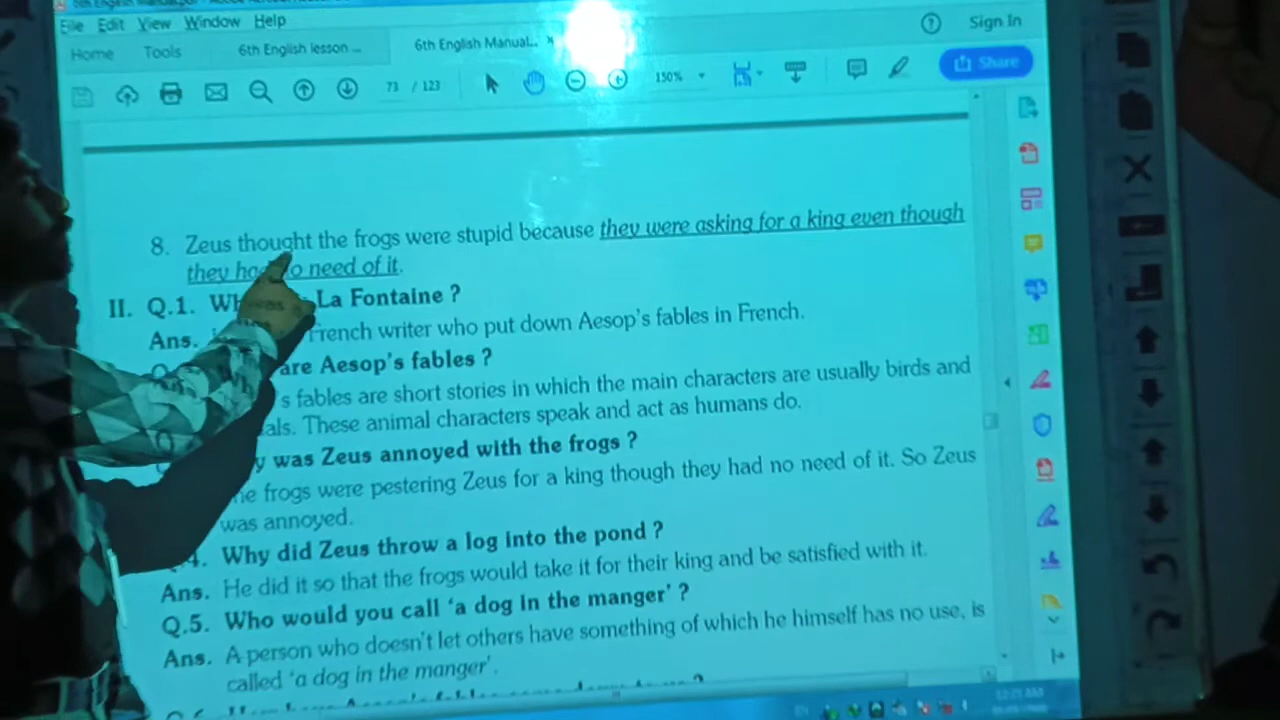 File Edit View Window Help
Home Tools 6th English lesson ... 6th English Manual... × Sign In
73 / 123 150% Share
8. Zeus thought the frogs were stupid because they were asking for a king even though
they had no need of it.
II. Q.1. La Fontaine ?
Ans. French writer who put down Aesop's fables in French.
are Aesop's fables ?
s fables are short stories in which the main characters are usually birds and
als. These animal characters speak and act as humans do.
y was Zeus annoyed with the frogs ?
he frogs were pestering Zeus for a king though they had no need of it. So Zeus
was annoyed.
4. Why did Zeus throw a log into the pond ?
Ans. He did it so that the frogs would take it for their king and be satisfied with it.
Q.5. Who would you call 'a dog in the manger' ?
Ans. A person who doesn't let others have something of which he himself has no use, is
called 'a dog in the manger'.